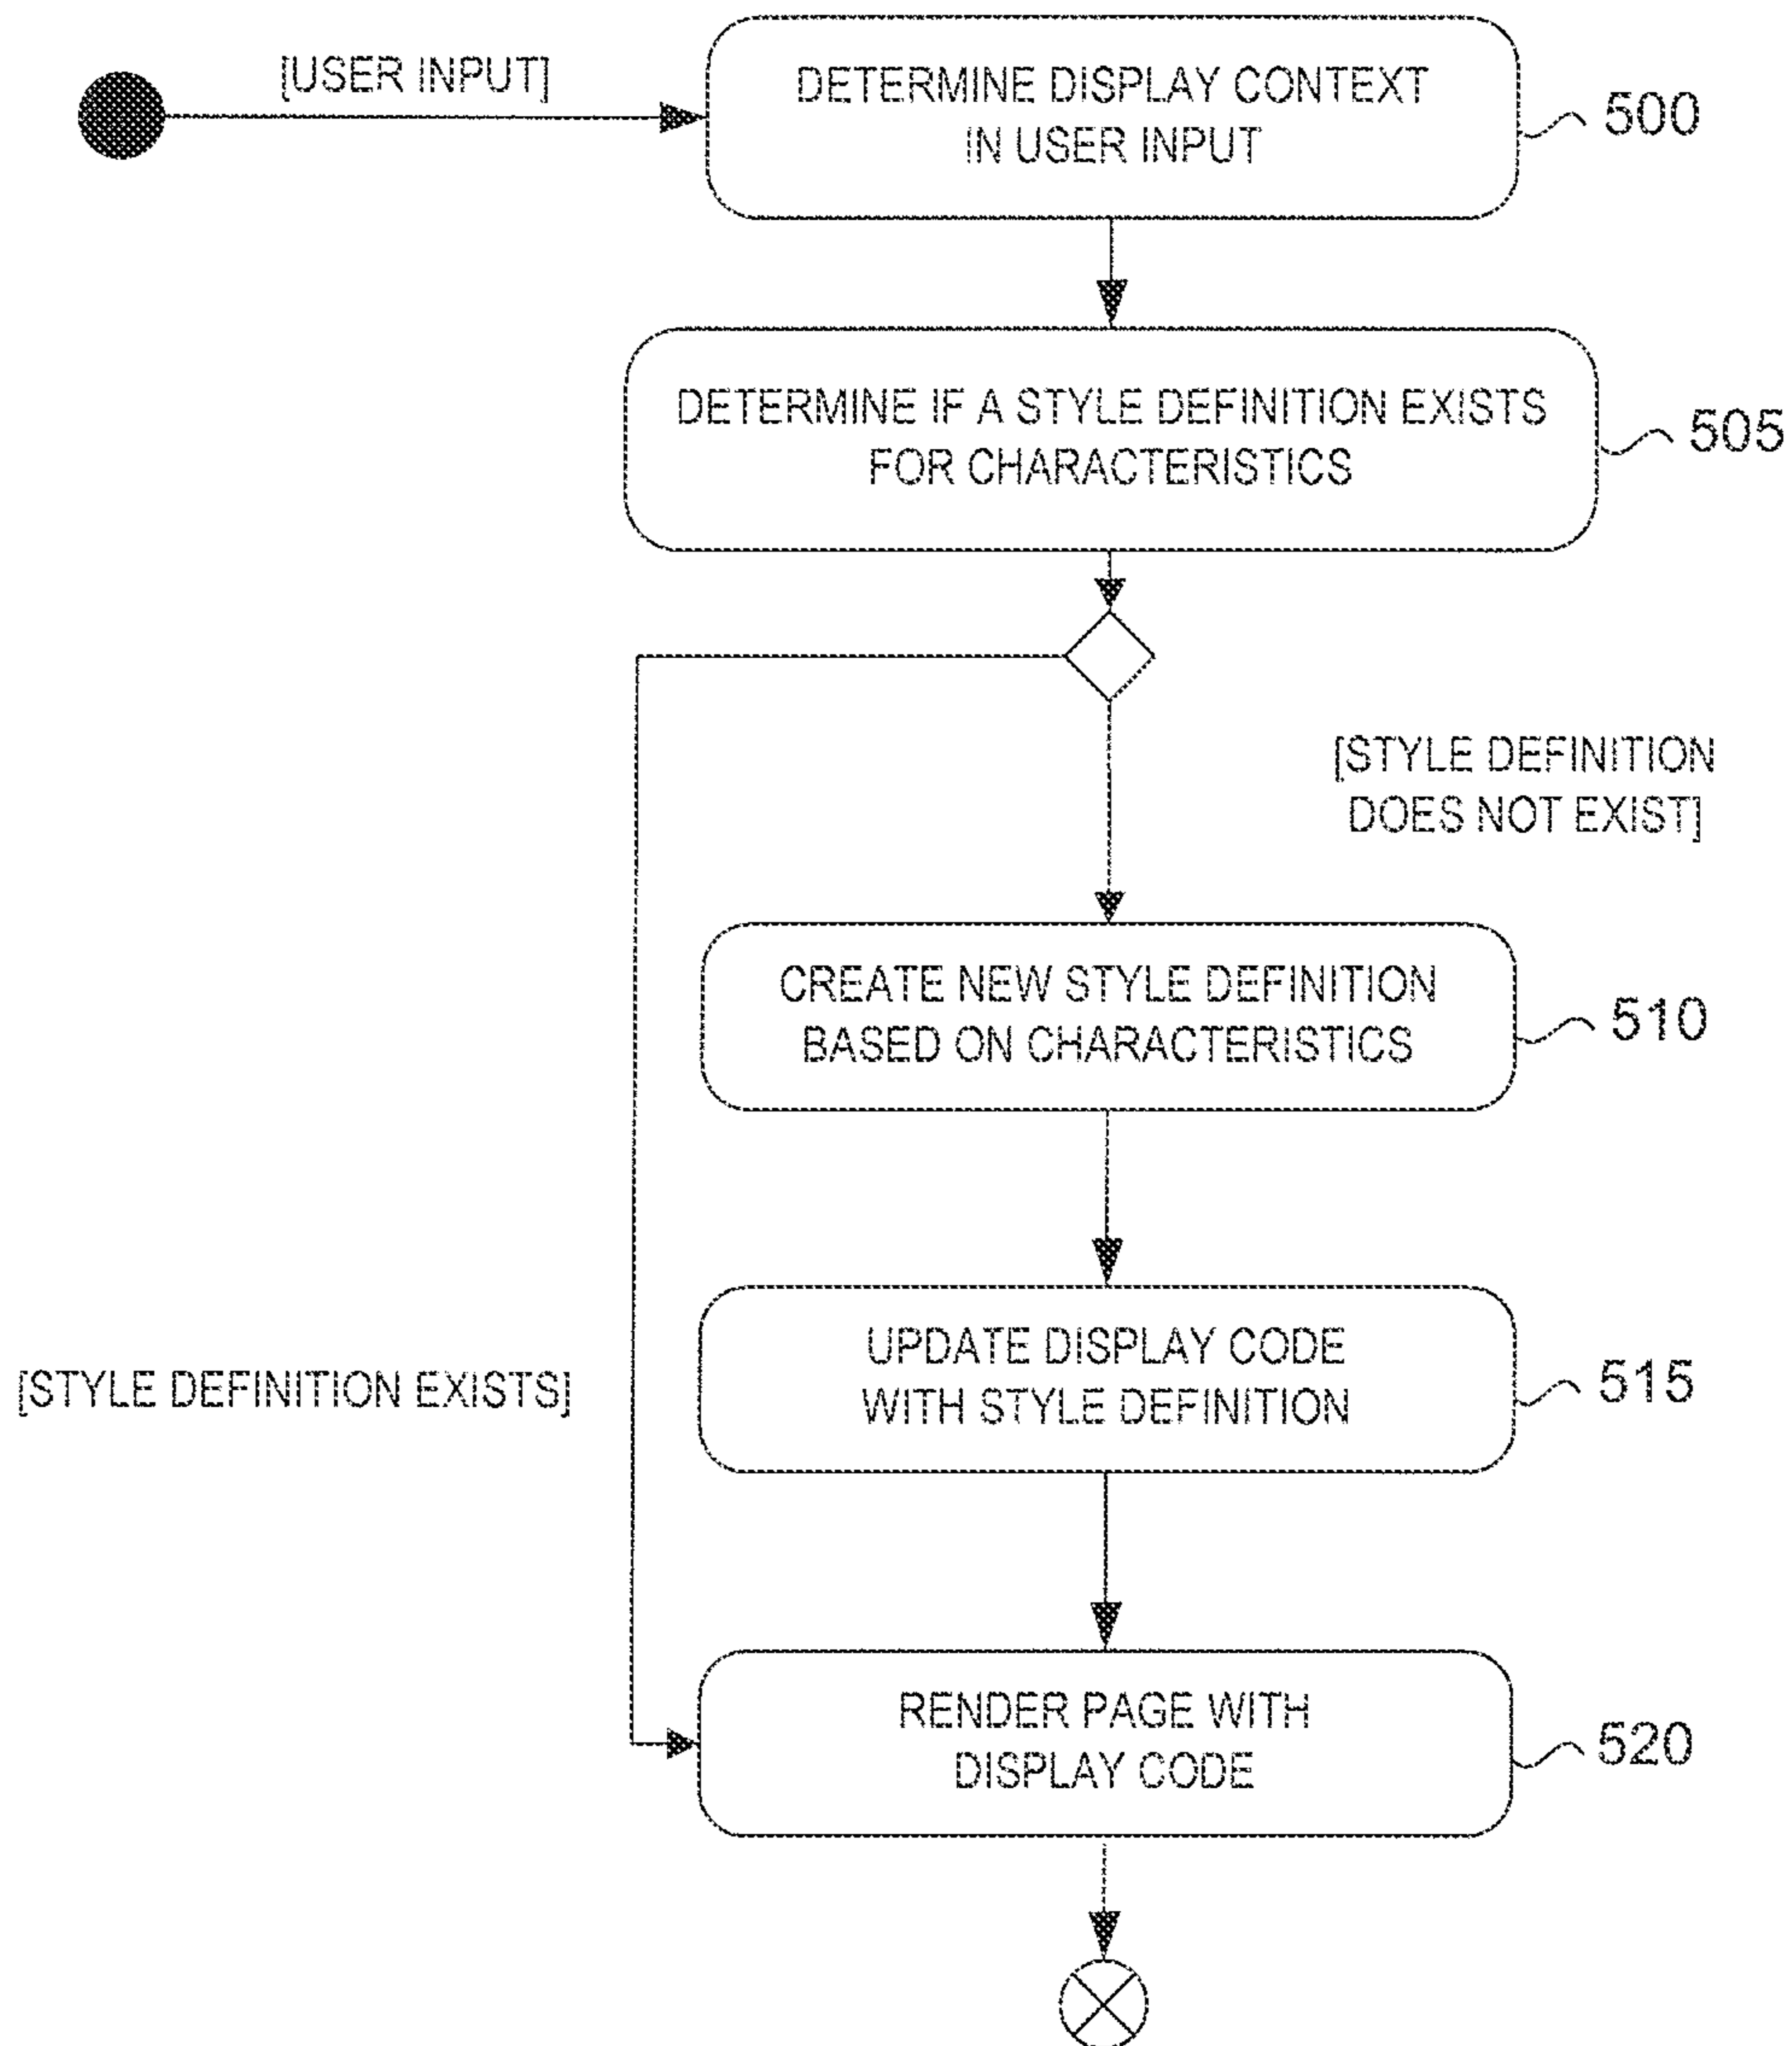 [USER INPUT]
DETERMINE DISPLAY CONTEXT
IN USER INPUT
500
DETERMINE IF A STYLE DEFINITION EXISTS
FOR CHARACTERISTICS
505
[STYLE DEFINITION
DOES NOT EXIST]
CREATE NEW STYLE DEFINITION
BASED ON CHARACTERISTICS
510
UPDATE DISPLAY CODE
WITH STYLE DEFINITION
515
[STYLE DEFINITION EXISTS]
RENDER PAGE WITH
DISPLAY CODE
520